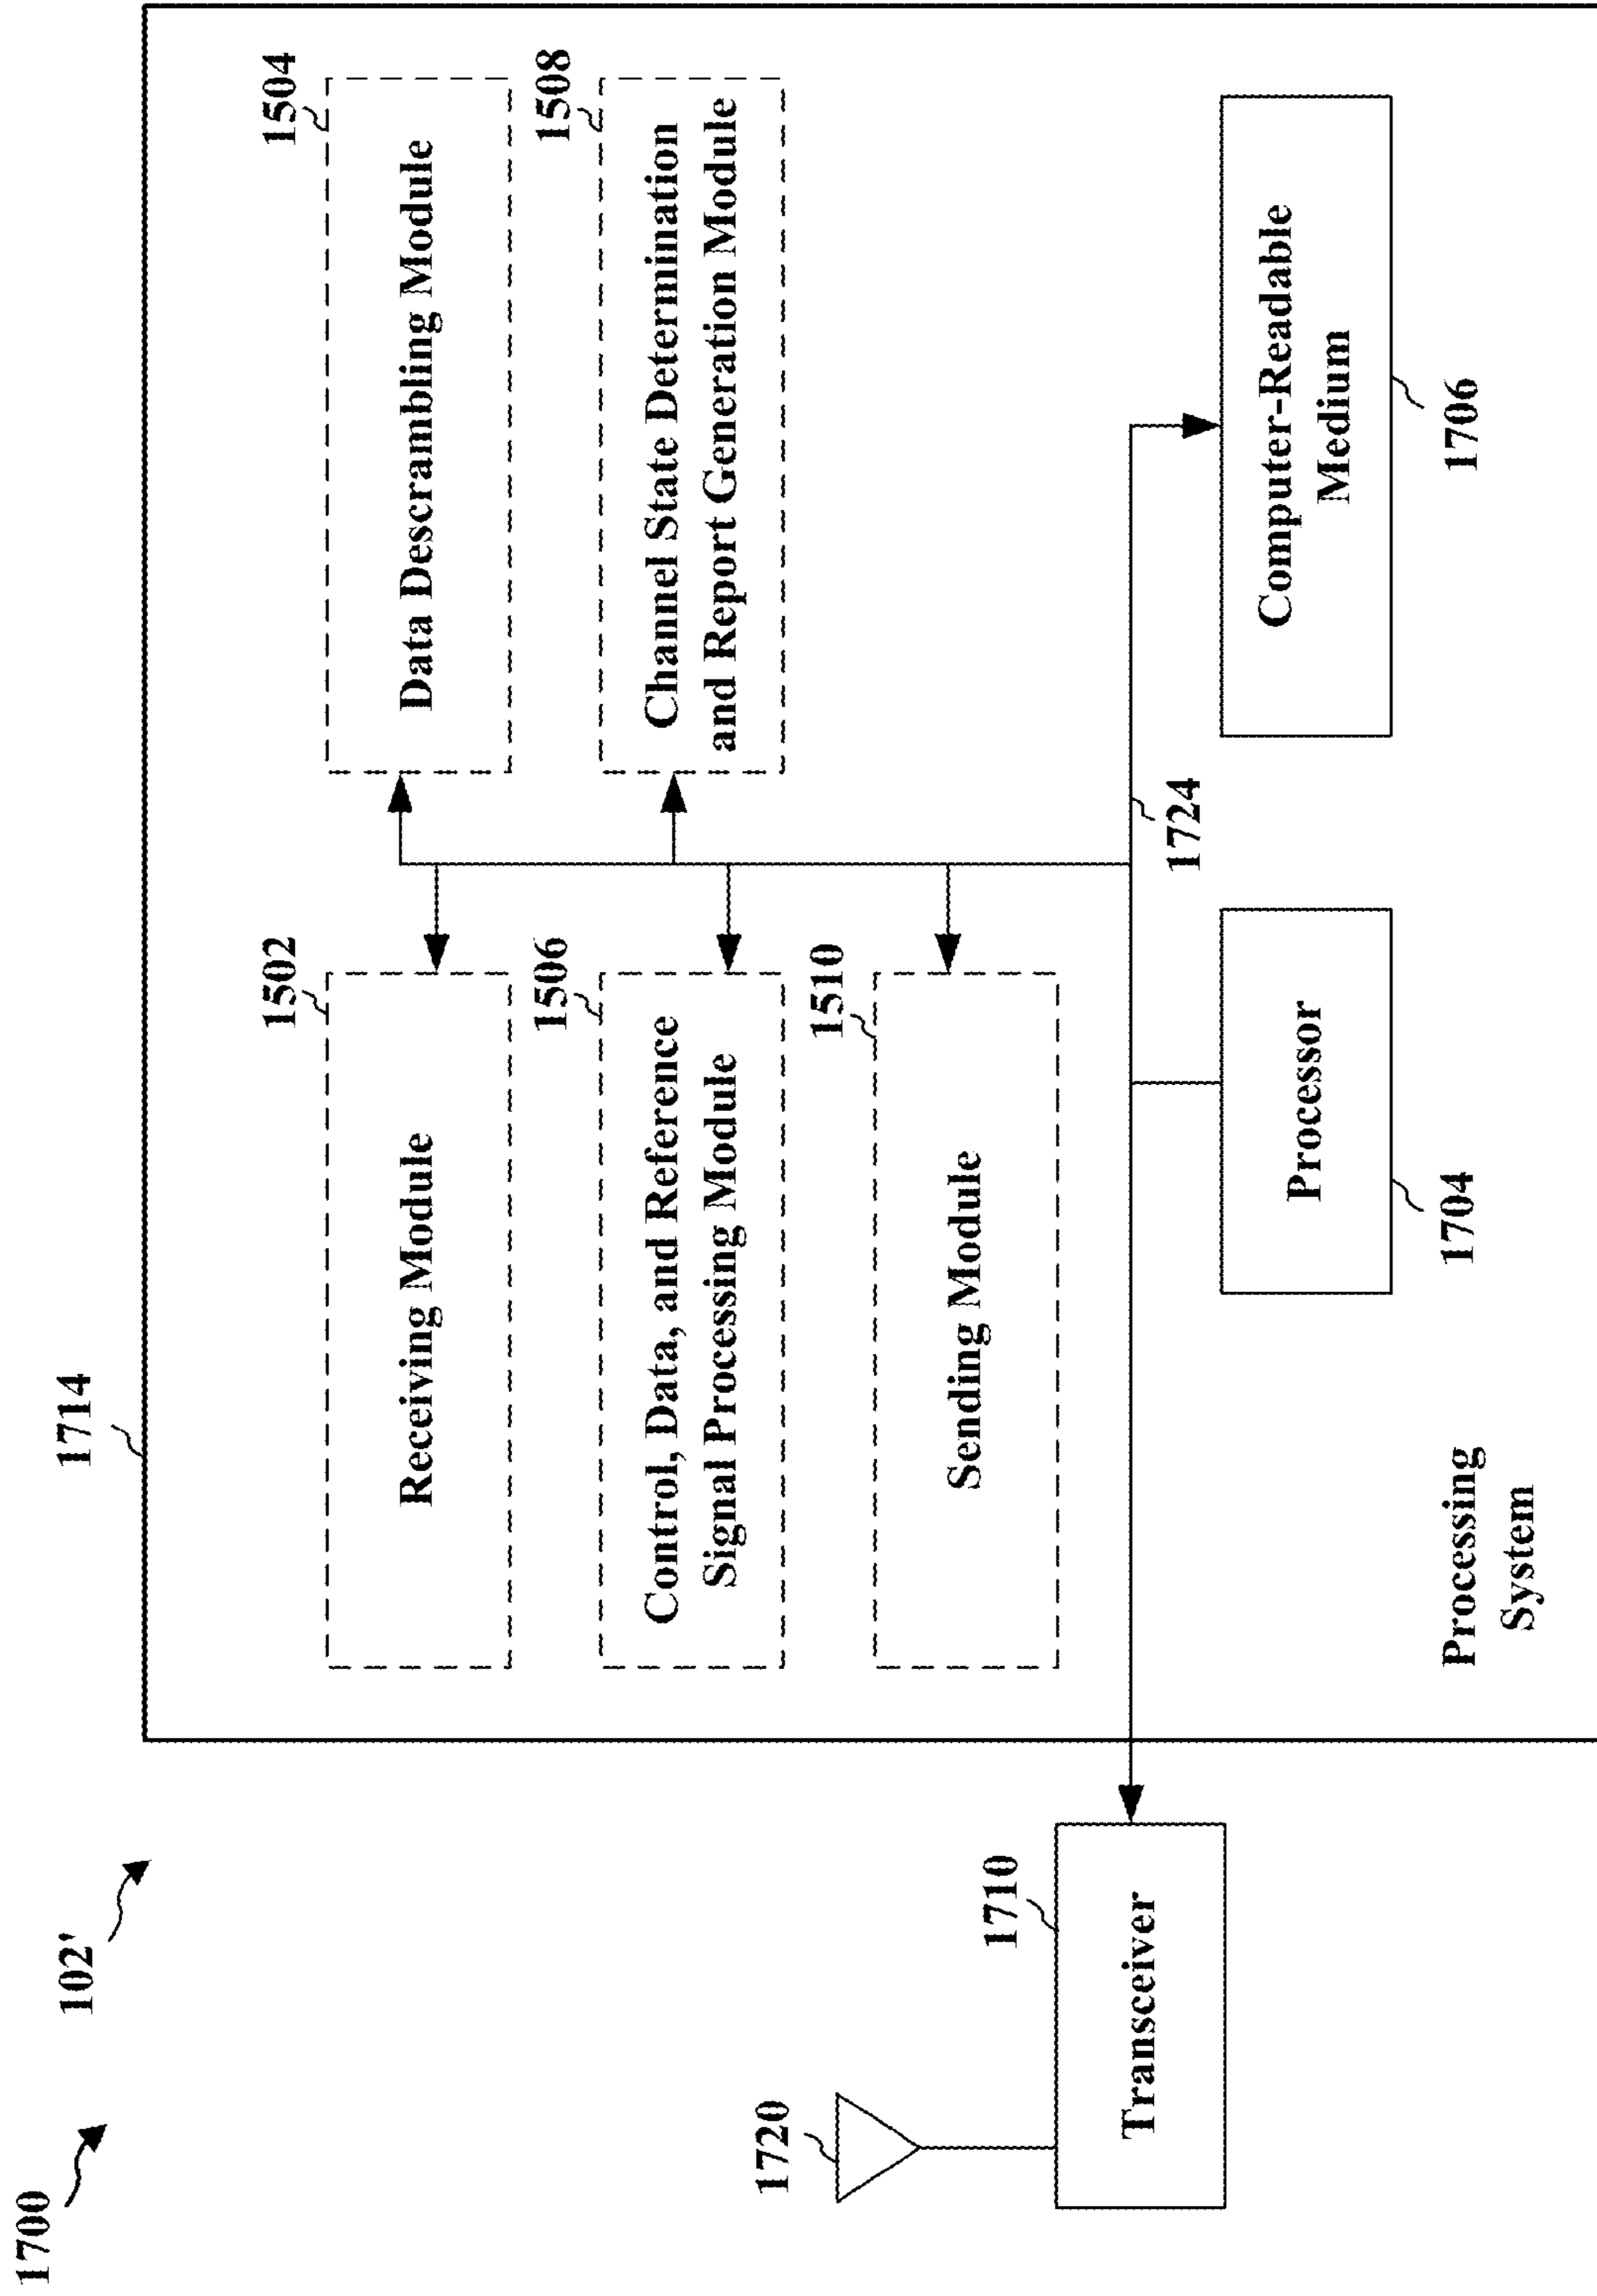 1700
102'
1714
1502
Receiving Module
1504
Data Descrambling Module
1506
Control, Data, and Reference
Signal Processing Module
1508
Channel State Determination
and Report Generation Module
1510
Sending Module
1720
1710
Transceiver
1724
Processor
1704
Computer-Readable
Medium
1706
Processing
System